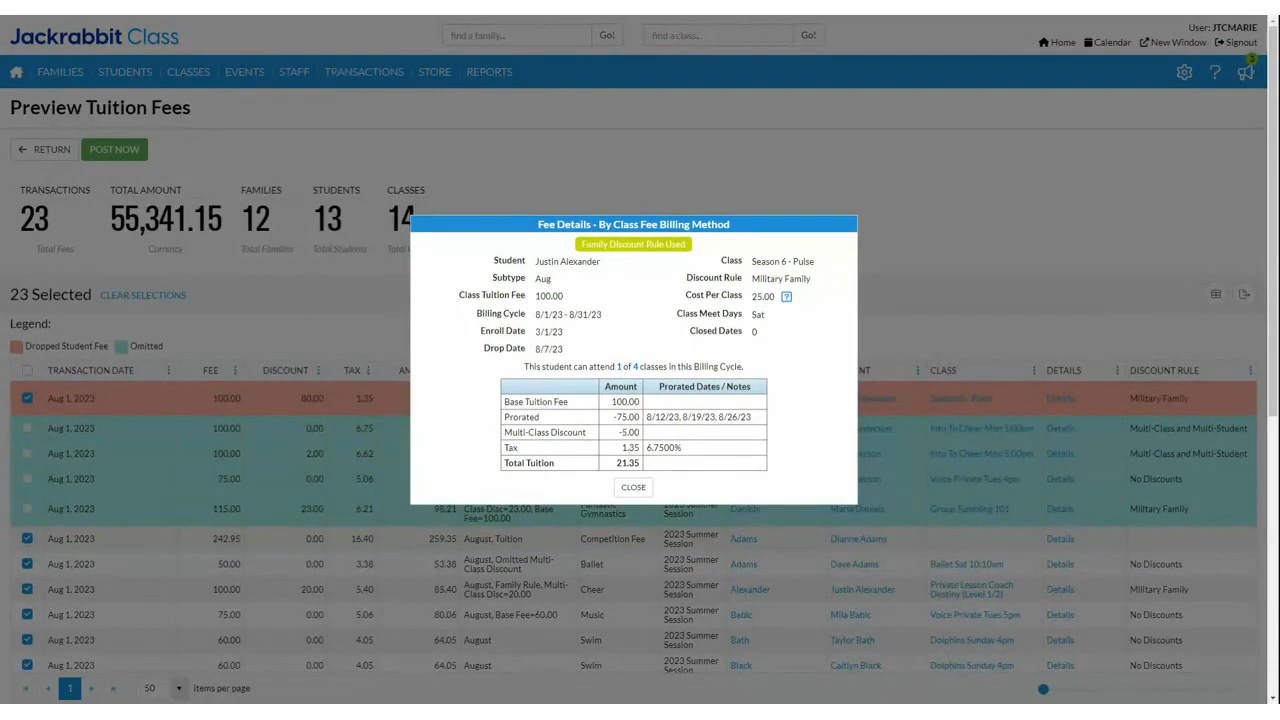 Jackrabbit Class
find a family...
Go!
find a class...
Go!
User: JTCMARIE
Home Calendar New Window Signout
FAMILIES STUDENTS CLASSES EVENTS STAFF TRANSACTIONS STORE REPORTS
3
Preview Tuition Fees
RETURN POST NOW
TRANSACTIONS TOTAL AMOUNT FAMILIES STUDENTS CLASSES
23 55,341.15 12 13 14
Total Fees Currency Total Families Total Students Total
Fee Details - By Class Fee Billing Method
Family Discount Rule Used
Student Justin Alexander Class Season 6 - Pulse
Subtype Aug Discount Rule Military Family
Class Tuition Fee 100.00 Cost Per Class 25.00 ?
Billing Cycle 8/1/23 - 8/31/23 Class Meet Days Sat
Enroll Date 3/1/23 Closed Dates 0
Drop Date 8/7/23
This student can attend 1 of 4 classes in this Billing Cycle.
Amount Prorated Dates / Notes
Base Tuition Fee 100.00
Prorated -75.00 8/12/23, 8/19/23, 8/26/23
Multi-Class Discount -5.00
Tax 1.35 6.7500%
Total Tuition 21.35
CLOSE
23 Selected CLEAR SELECTIONS
Legend:
Dropped Student Fee Omitted
TRANSACTION DATE FEE DISCOUNT TAX AM NT CLASS DETAILS DISCOUNT RULE
Aug 1, 2023 100.00 80.00 1.35 Season 6 - Pulse Details Military Family
Aug 1, 2023 100.00 0.00 6.75 Into To Cheer Mon 5:00pm Details Multi-Class and Multi-Student
Aug 1, 2023 100.00 2.00 6.62 Into To Cheer Mon 5:00pm Details Multi-Class and Multi-Student
Aug 1, 2023 75.00 0.00 5.06 Voice Private Tues 4pm Details No Discounts
Aug 1, 2023 115.00 23.00 6.21 98.21 Class Disc=23.00, Base Fee=100.00 Gymnastics Session Daniels Maria Daniels Group Tumbling 101 Details Military Family
Aug 1, 2023 242.95 0.00 16.40 259.35 August, Tuition Competition Fee 2023 Summer Session Adams Dianne Adams Details
Aug 1, 2023 50.00 0.00 3.38 53.38 August, Omitted Multi-Class Discount Ballet 2023 Summer Session Adams Dave Adams Ballet Sat 10:10am Details No Discounts
Aug 1, 2023 100.00 20.00 5.40 85.40 August, Family Rule, Multi-Class Disc=20.00 Cheer 2023 Summer Session Alexander Justin Alexander Private Lesson Coach Destiny (Level 1/2) Details Military Family
Aug 1, 2023 75.00 0.00 5.06 80.06 August, Base Fee=60.00 Music 2023 Summer Session Babic Mila Babic Voice Private Tues 5pm Details No Discounts
Aug 1, 2023 60.00 0.00 4.05 64.05 August Swim 2023 Summer Session Bath Taylor Bath Dolphins Sunday 4pm Details No Discounts
Aug 1, 2023 60.00 0.00 4.05 64.05 August Swim 2023 Summer Session Black Caitlyn Black Dolphins Sunday 4pm Details No Discounts
1 50 items per page